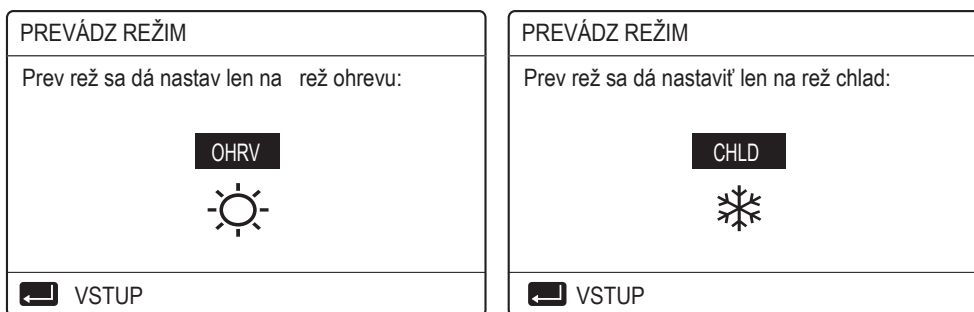 PREVÁDZ REŽIM
Prev rež sa dá nastav len na rež ohrevu:
OHRV
VSTUP
PREVÁDZ REŽIM
Prev rež sa dá nastaviť len na rež chlad:
CHLD
VSTUP